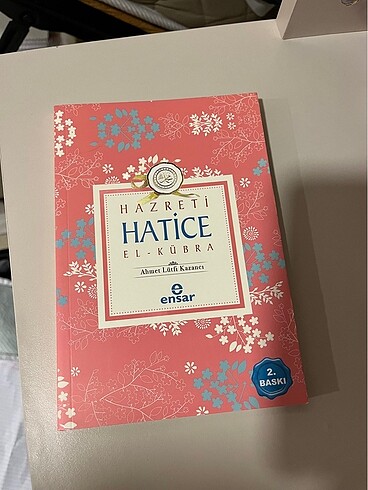 HAZRETİ
HATİCE
EL-KÜBRA
Ahmet Lütfi Kazancı
ensar
2.
BASKI